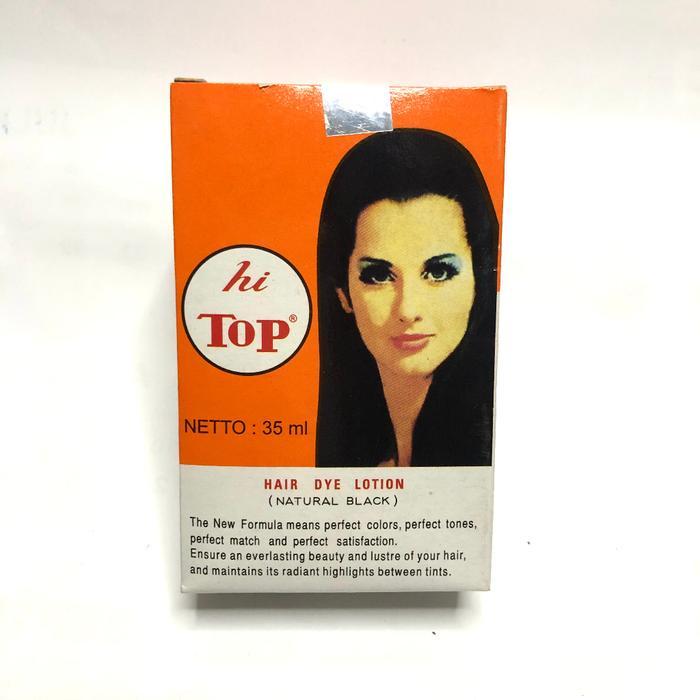 hi
TOP®
NETTO : 35 ml
HAIR DYE LOTION
(NATURAL BLACK)
The New Formula means perfect colors, perfect tones,
perfect match and perfect satisfaction.
Ensure an everlasting beauty and lustre of your hair,
and maintains its radiant highlights between tints.